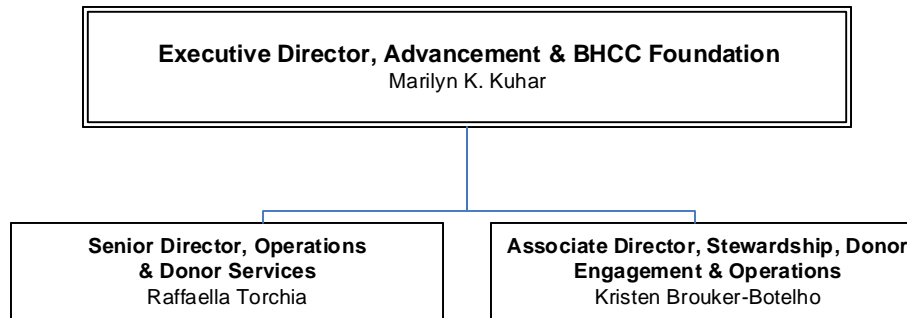 Executive Director, Advancement & BHCC Foundation
Marilyn K. Kuhar
Senior Director, Operations
& Donor Services
Raffaella Torchia
Associate Director, Stewardship, Donor
Engagement & Operations
Kristen Brouker-Botelho